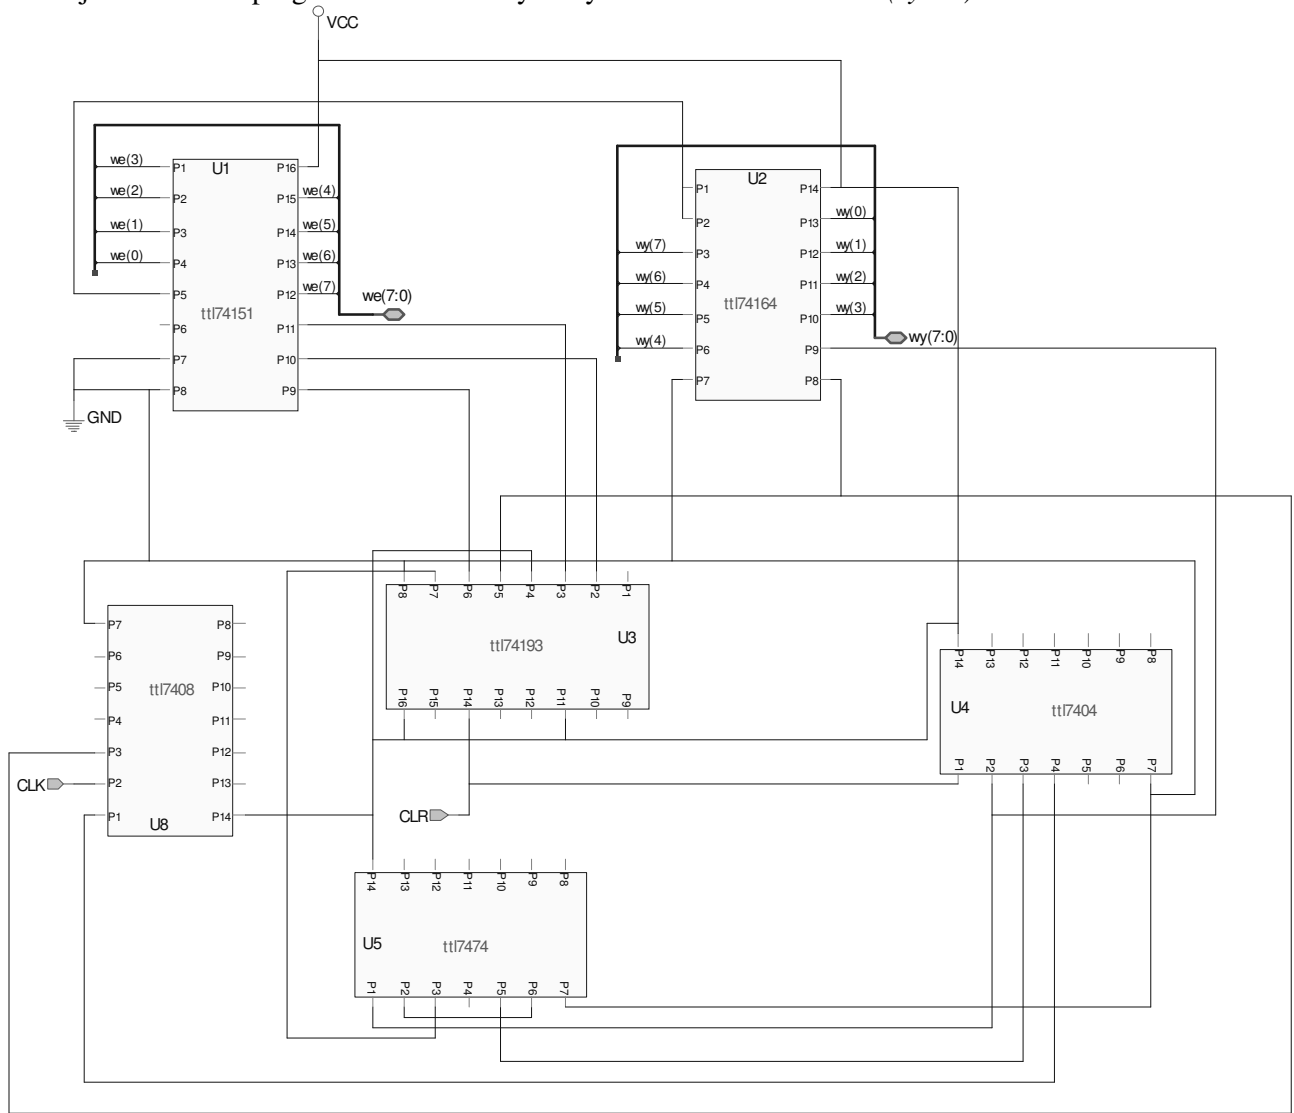 VCC
we(3)
we(2)
we(1)
we(0)
P1
P2
P3
P4
P5
P6
P7
P8
U1
ttl74151
P16
P15
P14
P13
P12
P11
P10
P9
we(4)
we(5)
we(6)
we(7)
we(7:0)
GND
wy(7)
wy(6)
wy(5)
wy(4)
P1
P2
P3
P4
P5
P6
P7
U2
ttl74164
P14
P13
P12
P11
P10
P9
P8
wy(0)
wy(1)
wy(2)
wy(3)
wy(7:0)
P8
P7
P6
P5
P4
P3
P2
P1
ttl74193
U3
P16
P15
P14
P13
P12
P11
P10
P9
P7
P6
P5
P4
P3
P2
P1
ttl7408
U8
P8
P9
P10
P11
P12
P13
P14
CLK
CLR
P14
P13
P12
P11
P10
P9
P8
U4
ttl7404
P1
P2
P3
P4
P5
P6
P7
P14
P13
P12
P11
P10
P9
P8
U5
ttl7474
P1
P2
P3
P4
P5
P6
P7